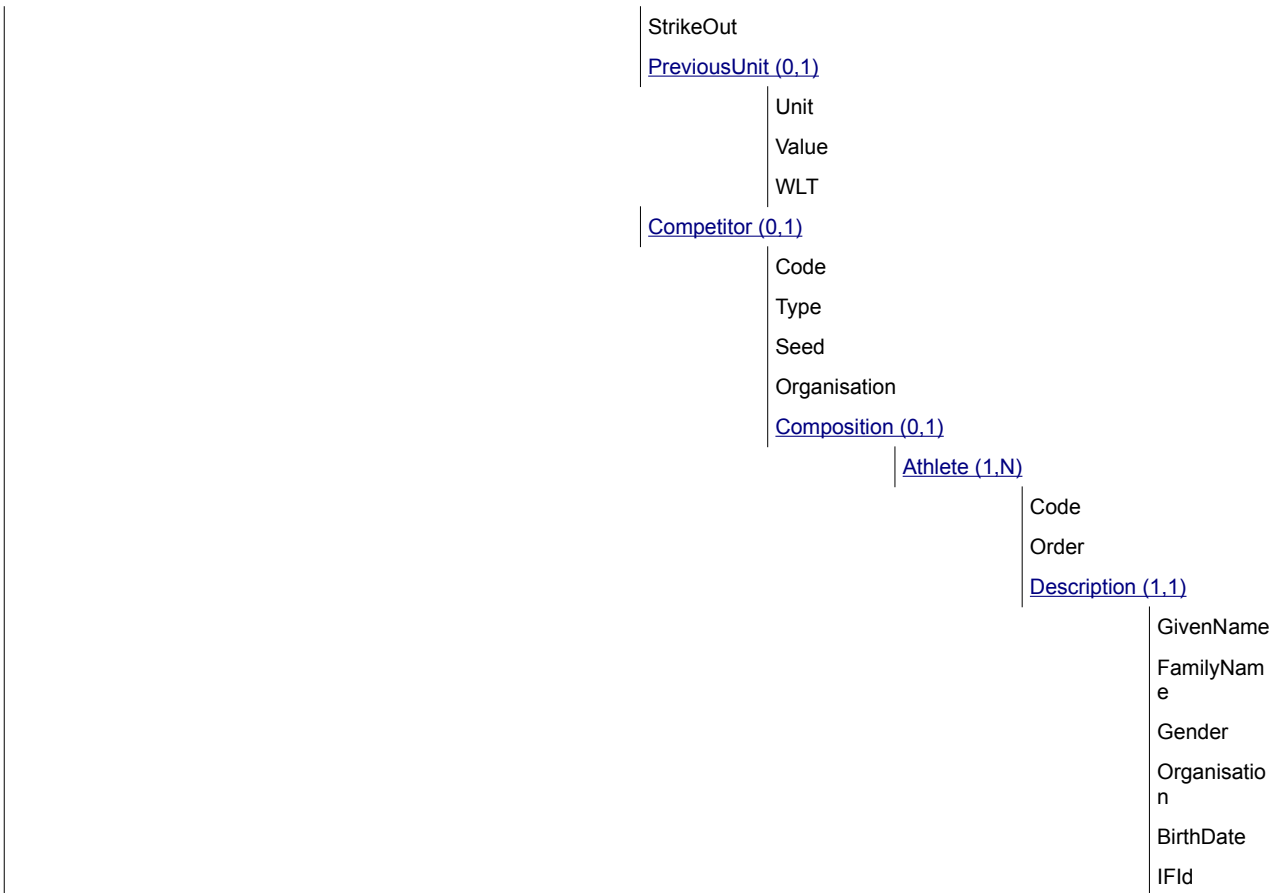 StrikeOut
PreviousUnit (0,1)
Unit
Value
WLT
Competitor (0,1)
Code
Type
Seed
Organisation
Composition (0,1)
Athlete (1,N)
Code
Order
Description (1,1)
GivenName
FamilyNam
e
Gender
Organisatio
n
BirthDate
IFId